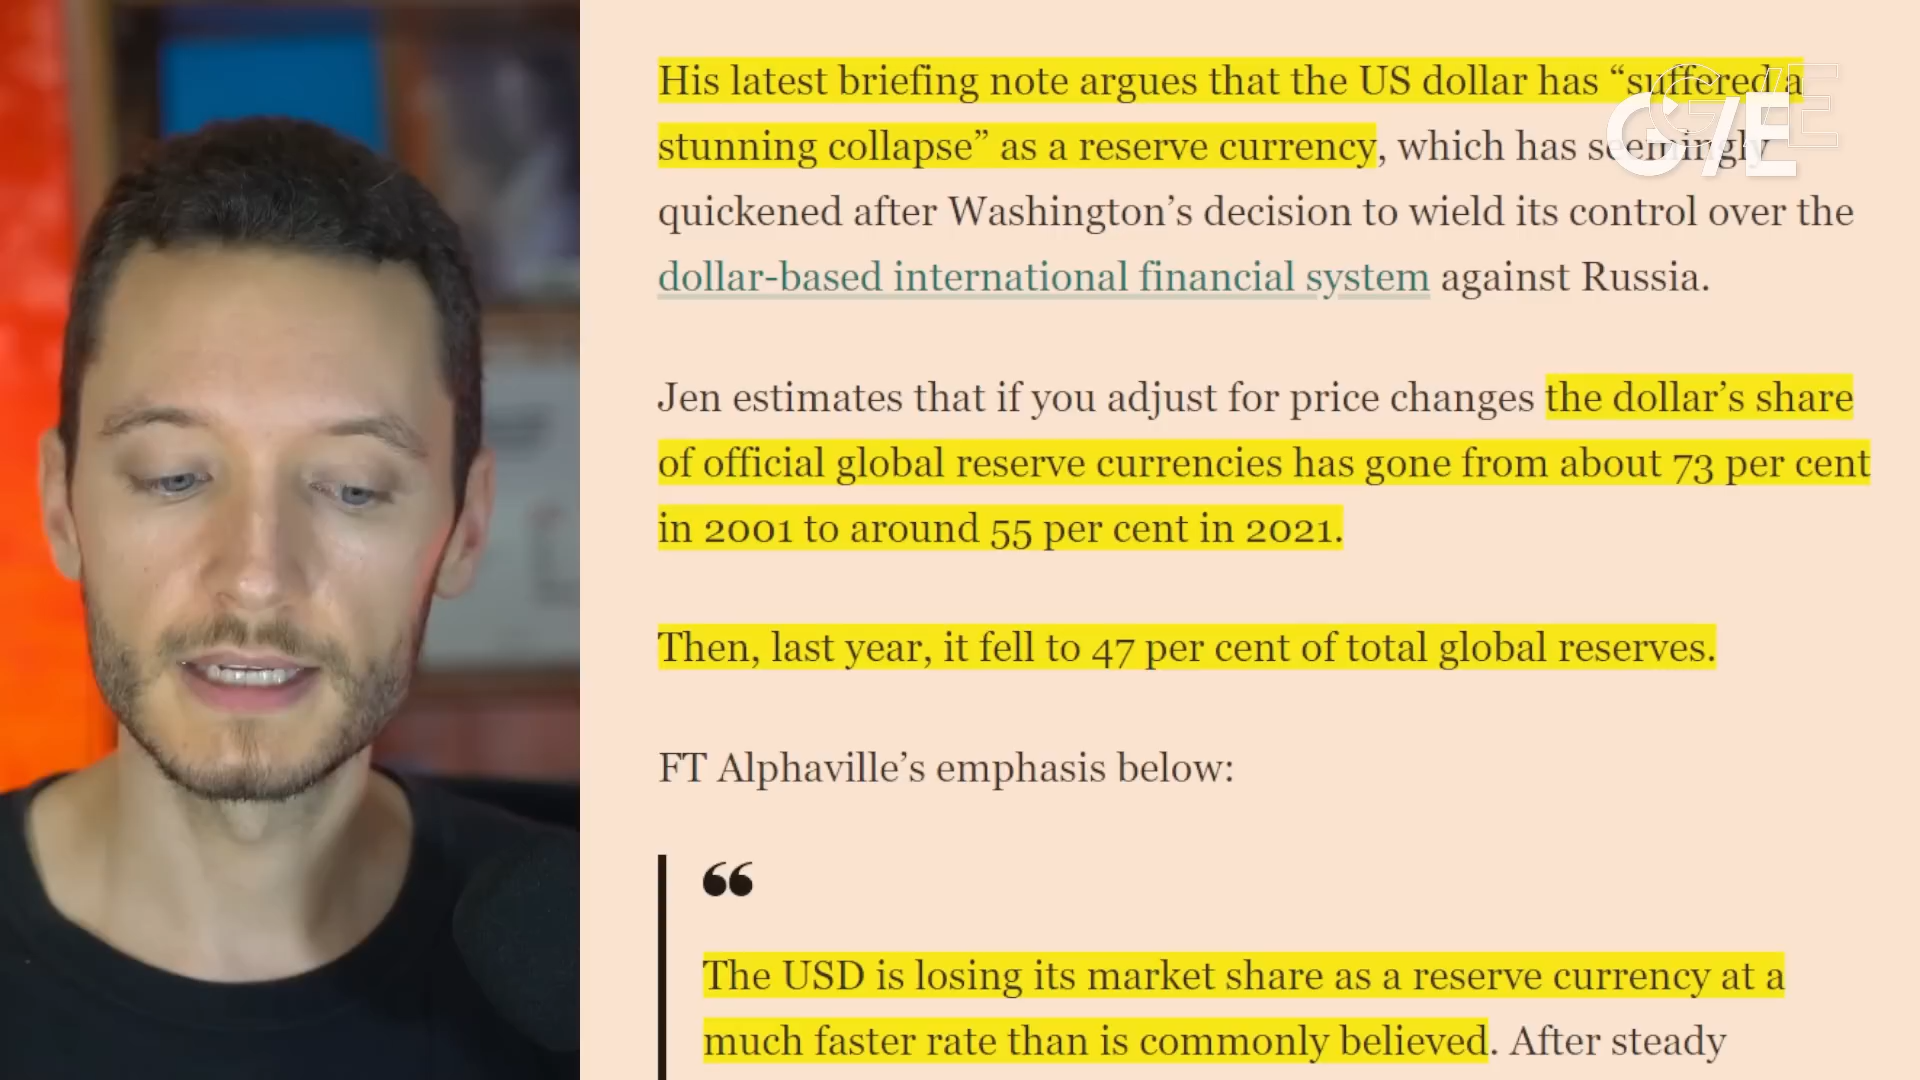 His latest briefing note argues that the US dollar has “suffered a
stunning collapse” as a reserve currency, which has seemingly
quickened after Washington’s decision to wield its control over the
dollar-based international financial system against Russia.
Jen estimates that if you adjust for price changes the dollar’s share
of official global reserve currencies has gone from about 73 per cent
in 2001 to around 55 per cent in 2021.
Then, last year, it fell to 47 per cent of total global reserves.
FT Alphaville’s emphasis below:
“
The USD is losing its market share as a reserve currency at a
much faster rate than is commonly believed. After steady